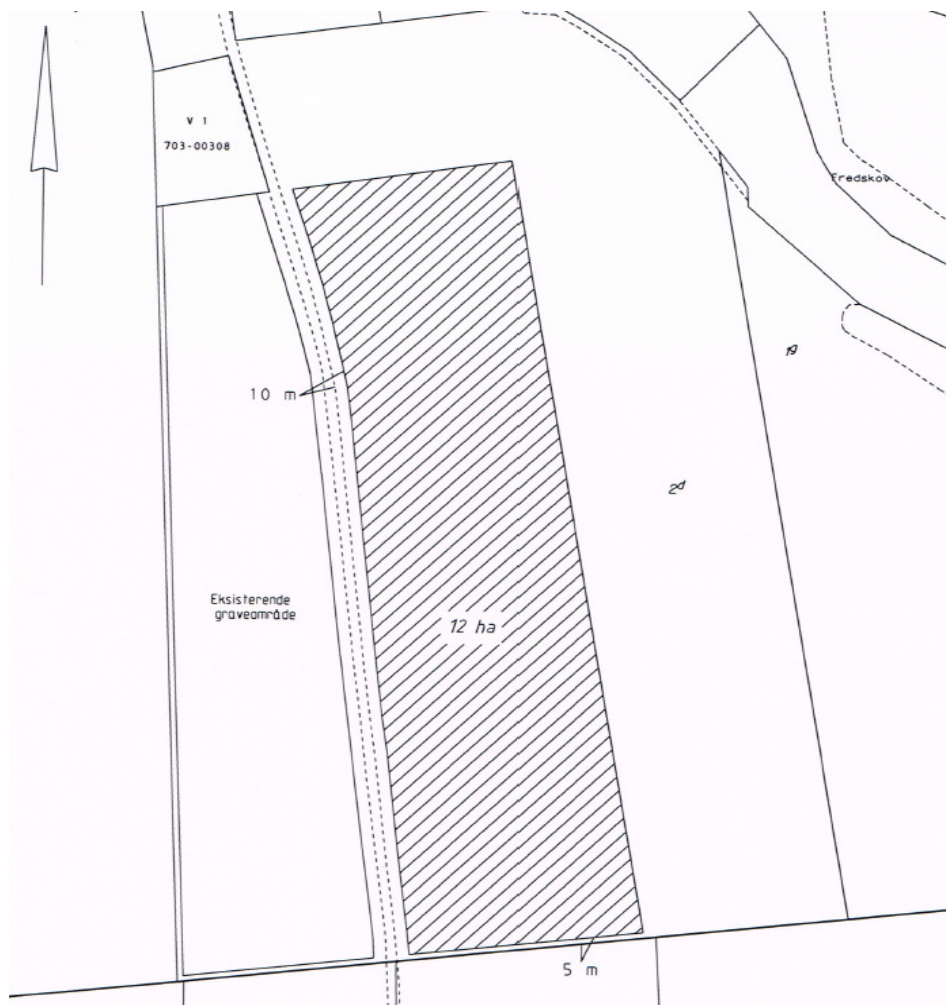 V 1
703-00308
Fredskov
10 m
19
2d
Eksisterende
graveområde
12 ha
5 m